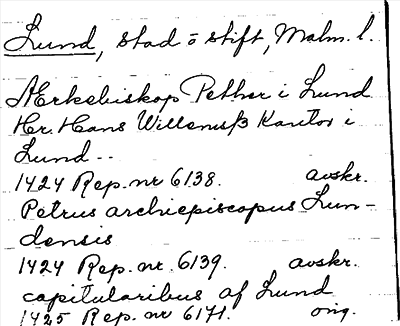 Lund, stad o stift, Malm. l.
Ærkebiskop Pether i Lund
Her. Hans Willemsß Kantor i
Lund --
1424 Rep. nr 6138. avskr.
Petrus archiepiscopus Lun-
densis
1424 Rep. nr. 6139. avskr.
capitularibus af Lund
1425 Rep. nr 6171. orig.